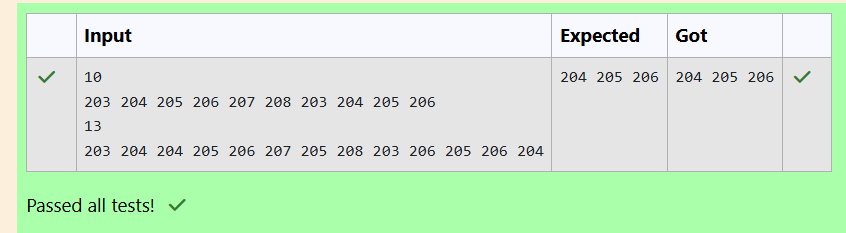 Input Expected Got
10 204 205 206 204 205 206
203 204 205 206 207 208 203 204 205 206
13
203 204 204 205 206 207 205 208 203 206 205 206 204
Passed all tests!